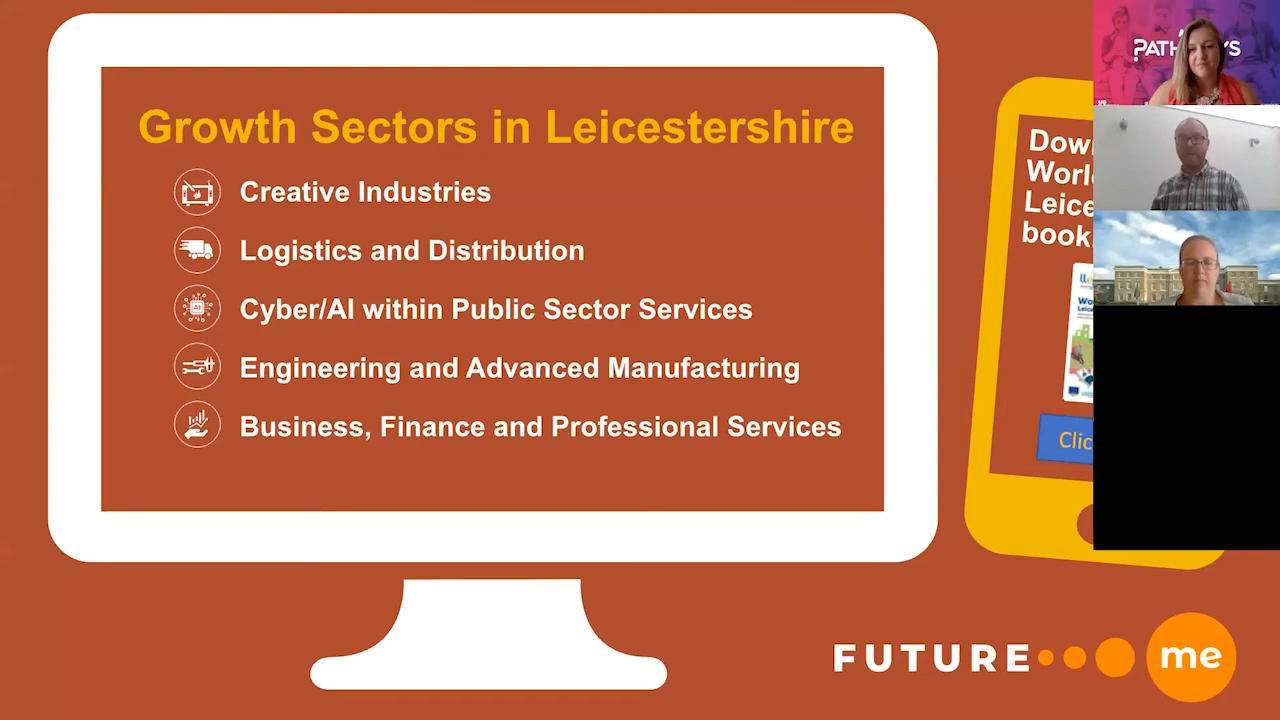 Growth Sectors in Leicestershire
Creative Industries
Logistics and Distribution
AI
Cyber/AI within Public Sector Services
Engineering and Advanced Manufacturing
Business, Finance and Professional Services
FUTURE me